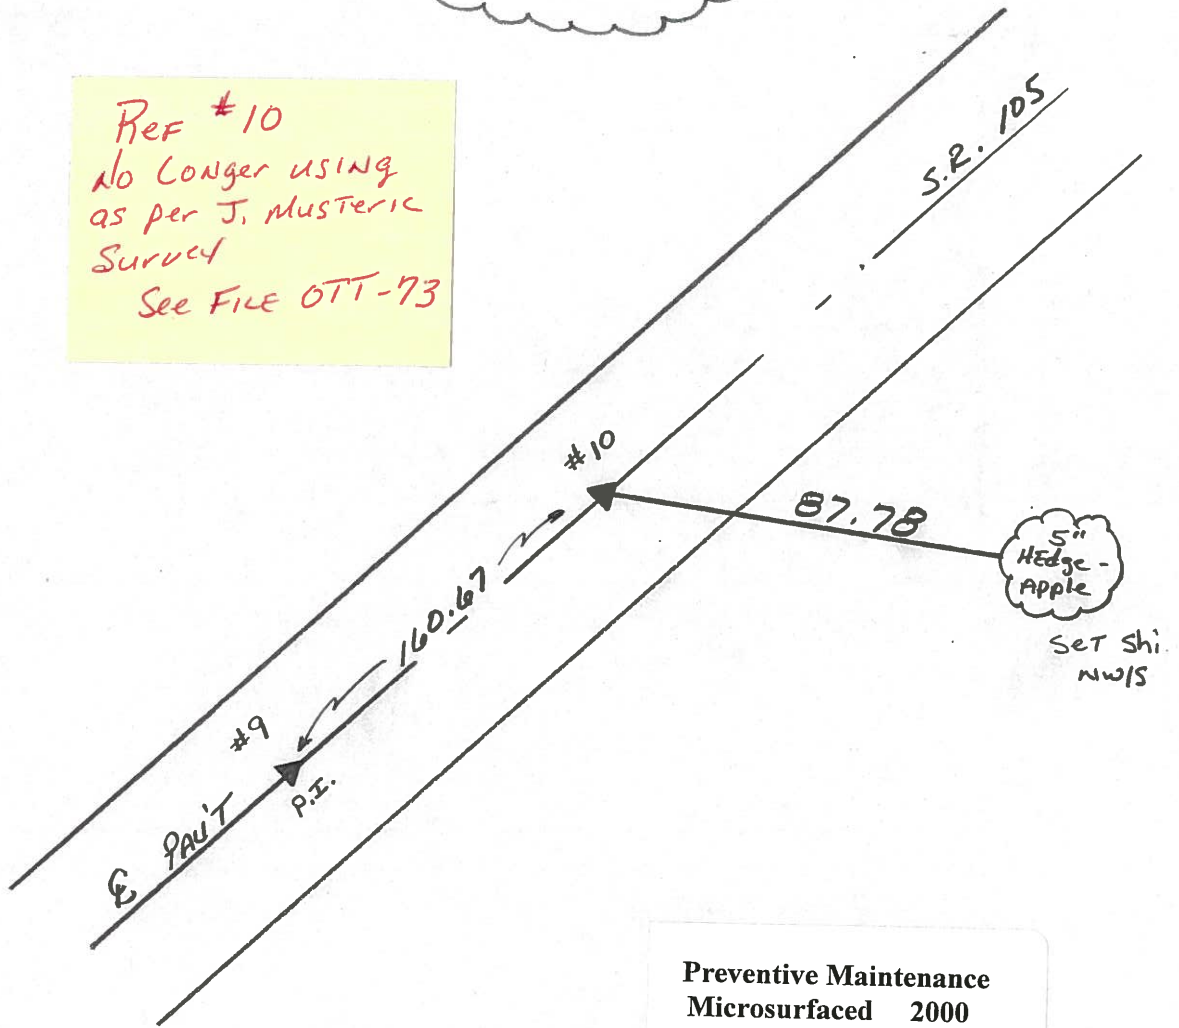 Ref #10
No Longer using
as per J. Musteric
Survey
See FILE OTT-73
S.R. 105
#10
87.78
5"
HEdge-
Apple
SeT Shi.
NW/S
160.67
#9
P.I.
℄ PAV'T
Preventive Maintenance
Microsurfaced 2000